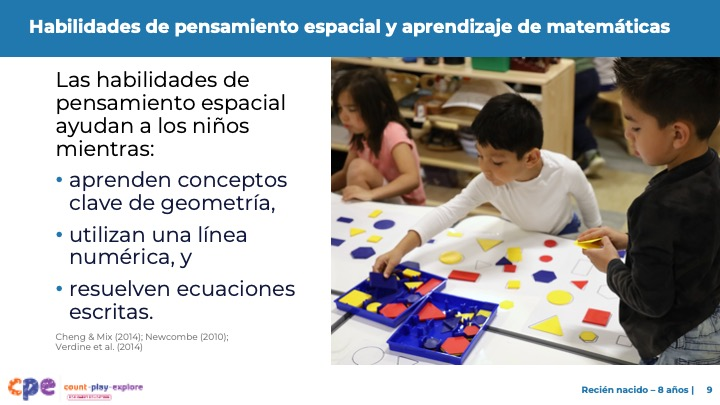 Habilidades de pensamiento espacial y aprendizaje de matemáticas
Las habilidades de
pensamiento espacial
ayudan a los niños
mientras:
• aprenden conceptos
clave de geometría,
• utilizan una línea
numérica, y
• resuelven ecuaciones
escritas.
Cheng & Mix (2014); Newcombe (2010);
Verdine et al. (2014)
cpe
count-play-explore
Recién nacido – 8 años | 9